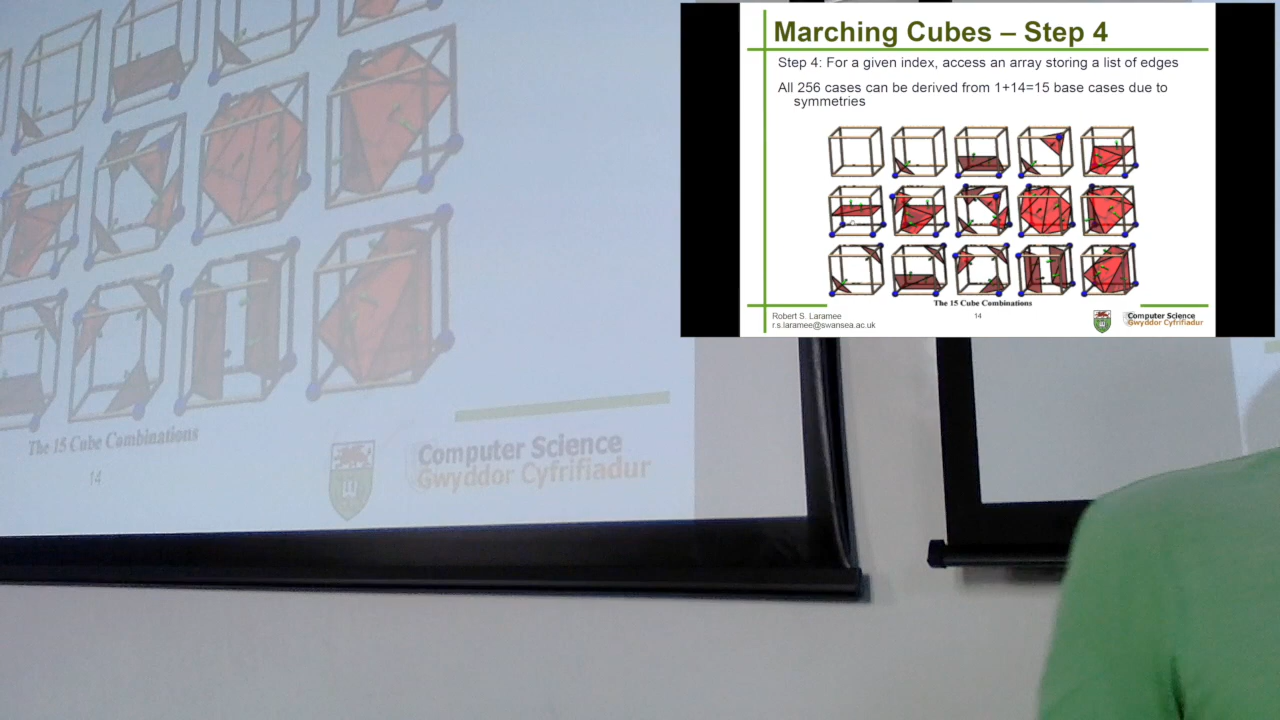 Marching Cubes – Step 4
Step 4: For a given index, access an array storing a list of edges
All 256 cases can be derived from 1+14=15 base cases due to
symmetries
The 15 Cube Combinations
Robert S. Laramee
r.s.laramee@swansea.ac.uk
14
Computer Science
Gwyddor Cyfrifiadur
The 15 Cube Combinations
14
Computer Science
Gwyddor Cyfrifiadur